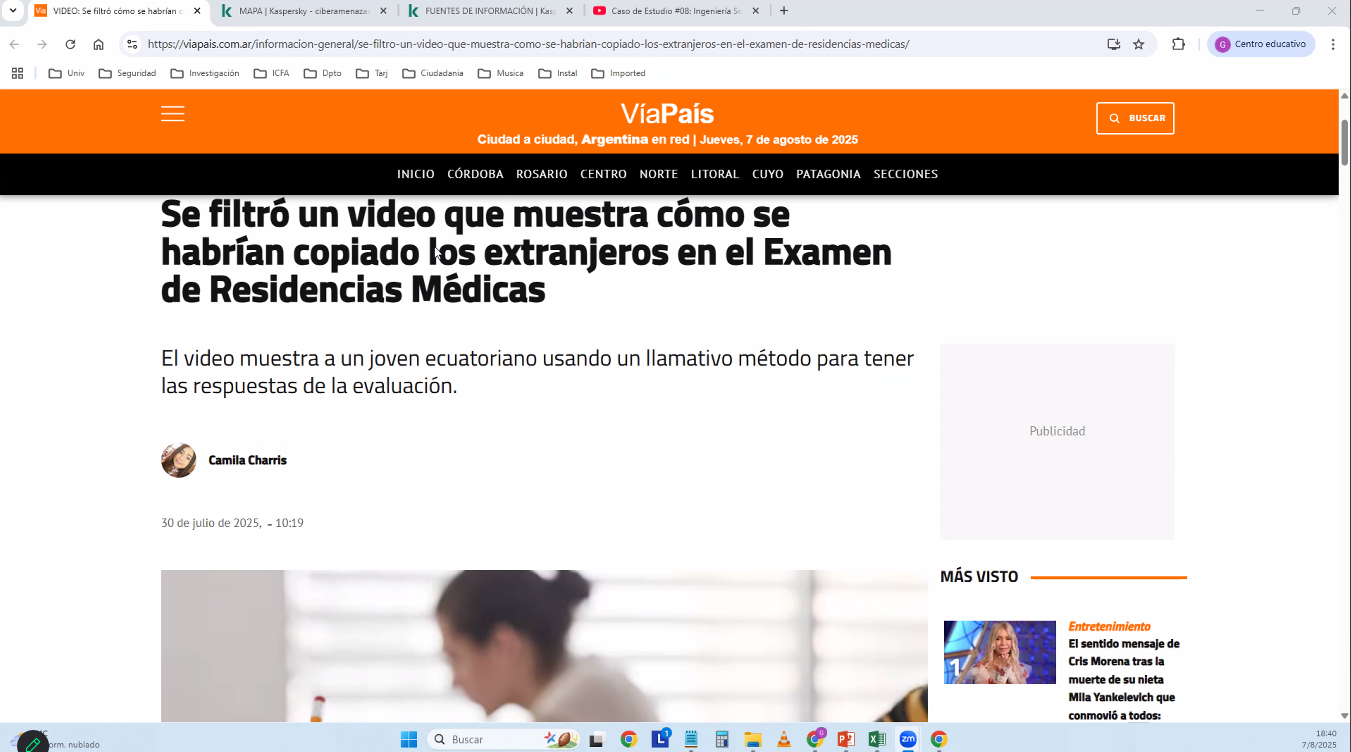 VIDEO: Se filtró cómo se habrían c
MAPA | Kaspersky - ciberamenaza
FUENTES DE INFORMACIÓN | Kas
Caso de Estudio #08: Ingeniería So
https://viapais.com.ar/informacion-general/se-filtro-un-video-que-muestra-como-se-habrian-copiado-los-extranjeros-en-el-examen-de-residencias-medicas/
G Centro educativo
Univ
Seguridad
Investigación
ICFA
Dpto
Tarj
Ciudadania
Musica
Instal
Imported
VíaPaís
BUSCAR
Ciudad a ciudad, Argentina en red | Jueves, 7 de agosto de 2025
INICIO CÓRDOBA ROSARIO CENTRO NORTE LITORAL CUYO PATAGONIA SECCIONES
Se filtró un video que muestra cómo se
habrían copiado los extranjeros en el Examen
de Residencias Médicas
El video muestra a un joven ecuatoriano usando un llamativo método para tener
las respuestas de la evaluación.
Publicidad
Camila Charris
30 de julio de 2025, - 10:19
MÁS VISTO
1
Entretenimiento
El sentido mensaje de
Cris Morena tras la
muerte de su nieta
Mila Yankelevich que
conmovió a todos:
orm. nublado
Buscar
18:40
7/8/2025